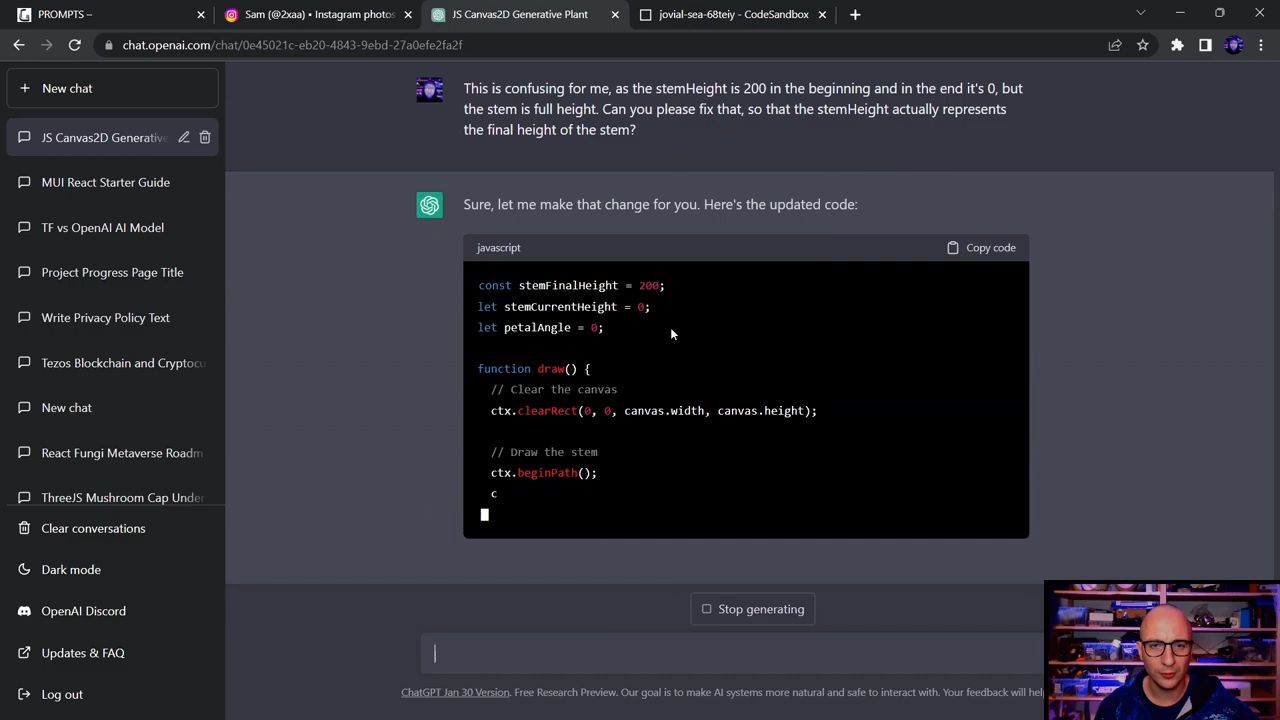 PROMPTS –
Sam (@2xaa) • Instagram photos
JS Canvas2D Generative Plant
jovial-sea-68teiy - CodeSandbox
chat.openai.com/chat/0e45021c-eb20-4843-9ebd-27a0efe2fa2f
New chat
JS Canvas2D Generative
MUI React Starter Guide
TF vs OpenAI AI Model
Project Progress Page Title
Write Privacy Policy Text
Tezos Blockchain and Cryptocu
New chat
React Fungi Metaverse Roadm
ThreeJS Mushroom Cap Under
Clear conversations
Dark mode
OpenAI Discord
Updates & FAQ
Log out
This is confusing for me, as the stemHeight is 200 in the beginning and in the end it's 0, but
the stem is full height. Can you please fix that, so that the stemHeight actually represents
the final height of the stem?
Sure, let me make that change for you. Here's the updated code:
javascript
Copy code
const stemFinalHeight = 200;
let stemCurrentHeight = 0;
let petalAngle = 0;
function draw() {
// Clear the canvas
ctx.clearRect(0, 0, canvas.width, canvas.height);
// Draw the stem
ctx.beginPath();
c
Stop generating
ChatGPT Jan 30 Version. Free Research Preview. Our goal is to make AI systems more natural and safe to interact with. Your feedback will hel